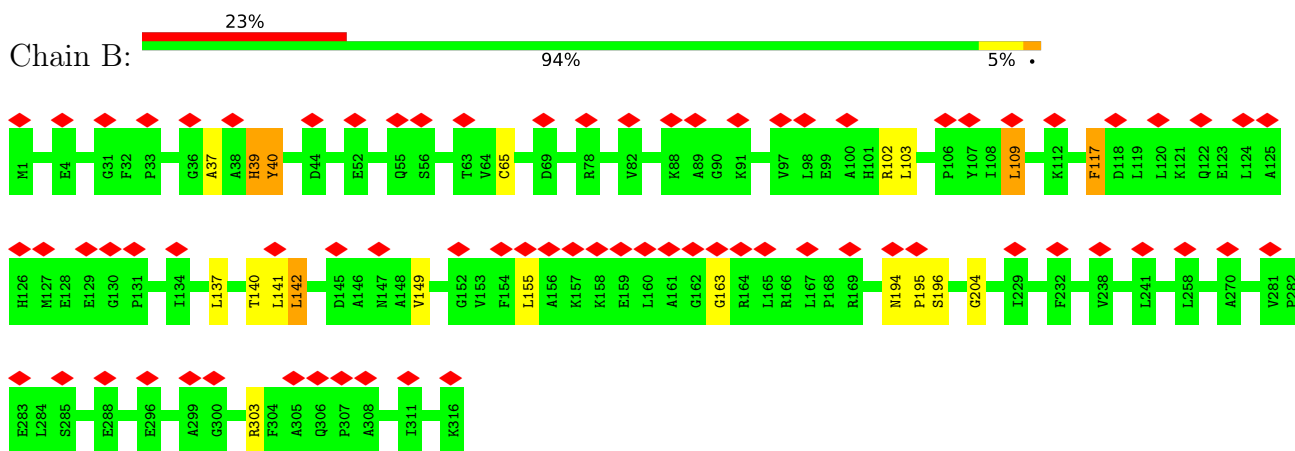 23%
Chain B:
94% 5% •
M1 E4 G31 F32 P33 G36 A37 A38 H39 Y40 D44 E52 Q55 S56 T63 V64 C65 D69 R78 V82 K88 A89 G90 K91 V97 L98 E99 A100 H101 R102 L103 P106 Y107 I108 L109 K112 F117 D118 L119 L120 K121 Q122 E123 L124 A125
H126 M127 E128 E129 G130 P131 I134 L137 T140 L141 L142 D145 A146 N147 A148 V149 G152 V153 F154 L155 A156 K157 K158 E159 L160 A161 G162 G163 R164 L165 R166 L167 P168 R169 N194 P195 S196 G204 I229 F232 V238 L241 L258 A270 V281 P282
E283 L284 S285 E288 E296 A299 G300 R303 F304 A305 Q306 P307 A308 I311 K316